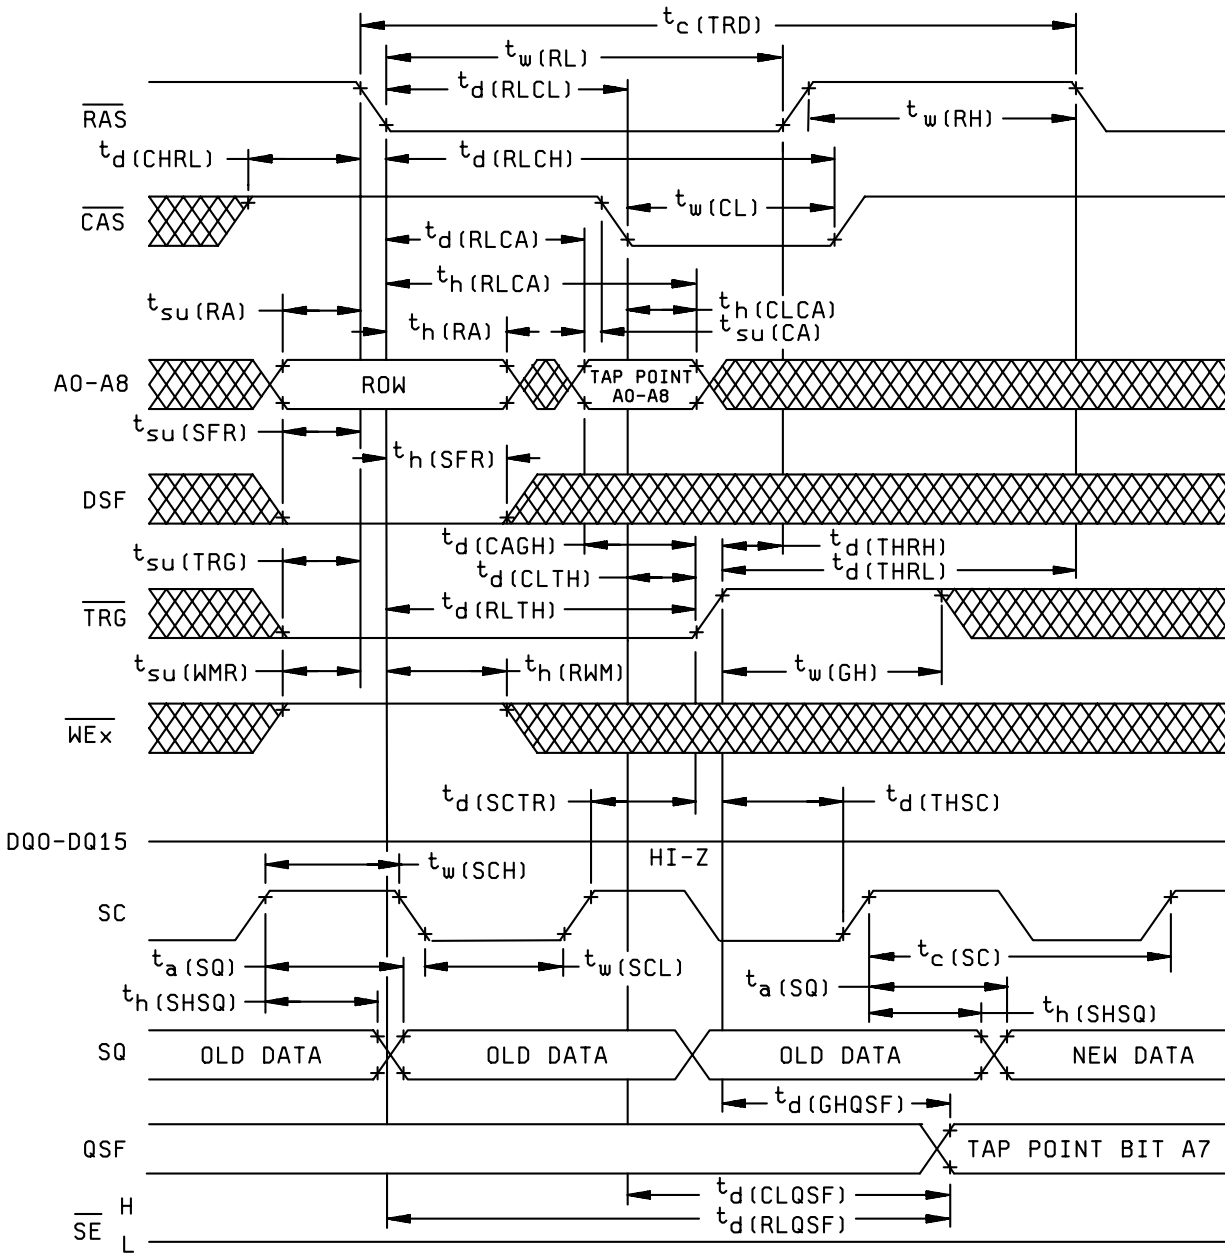 tc(TRD)
tw(RL)
td(RLCL)
RAS
tw(RH)
td(CHRL)
td(RLCH)
CAS
tw(CL)
td(RLCA)
th(RLCA)
tsu(RA)
th(CLCA)
th(RA)
tsu(CA)
A0-A8
ROW
TAP POINT
A0-A8
tsu(SFR)
th(SFR)
DSF
td(CAGH)
td(THRH)
tsu(TRG)
td(CLTH)
td(THRL)
TRG
td(RLTH)
tsu(WMR)
th(RWM)
tw(GH)
WEx
td(SCTR)
td(THSC)
DQ0-DQ15
HI-Z
tw(SCH)
SC
ta(SQ)
tw(SCL)
tc(SC)
ta(SQ)
th(SHSQ)
th(SHSQ)
SQ
OLD DATA
OLD DATA
OLD DATA
NEW DATA
td(GHQSF)
QSF
TAP POINT BIT A7
td(CLQSF)
H
td(RLQSF)
SE
L